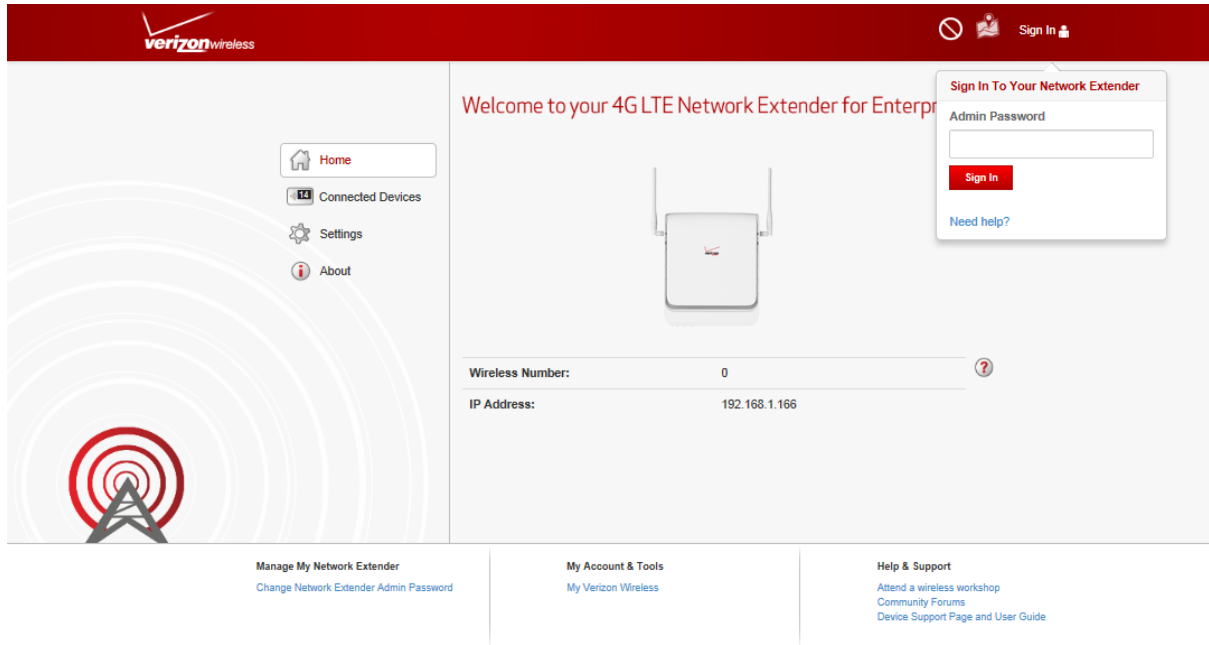 verizonwireless
Sign In
Sign In To Your Network Extender
Admin Password
Sign In
Need help?
Home
14
Connected Devices
Settings
About
Welcome to your 4G LTE Network Extender for Enterpr
Wireless Number: 0
?
IP Address: 192.168.1.166
Manage My Network Extender
Change Network Extender Admin Password
My Account & Tools
My Verizon Wireless
Help & Support
Attend a wireless workshop
Community Forums
Device Support Page and User Guide